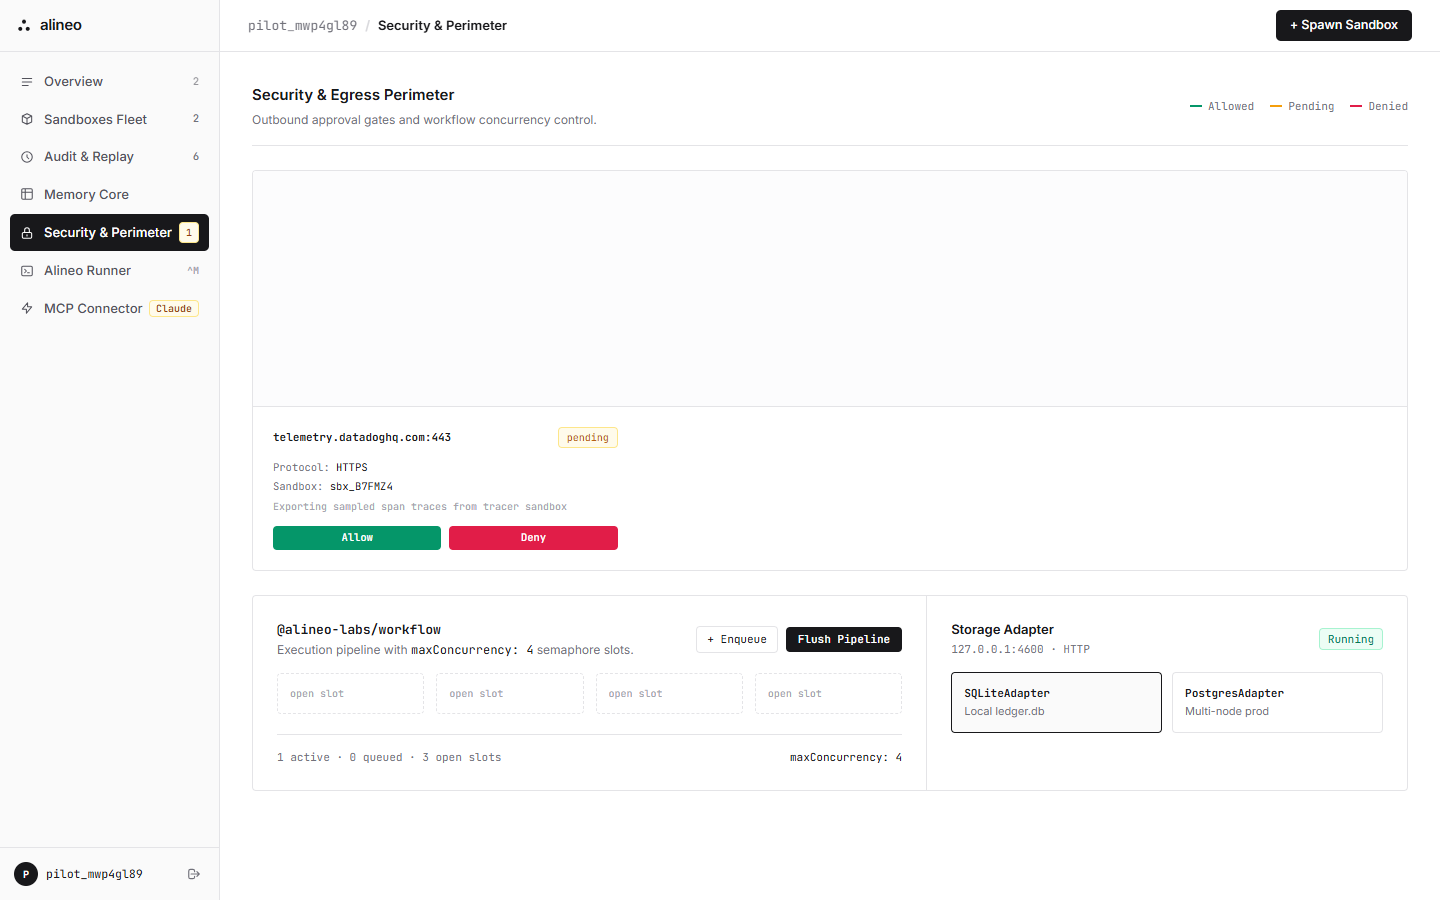 alineo
pilot_mwp4gl89 / Security & Perimeter
+ Spawn Sandbox
Overview 2
Sandboxes Fleet 2
Audit & Replay 6
Memory Core
Security & Perimeter 1
Alineo Runner ^M
MCP Connector Claude
Security & Egress Perimeter
Outbound approval gates and workflow concurrency control.
Allowed Pending Denied
telemetry.datadoghq.com:443 pending
Protocol: HTTPS
Sandbox: sbx_B7FMZ4
Exporting sampled span traces from tracer sandbox
Allow Deny
@alineo-labs/workflow
Execution pipeline with maxConcurrency: 4 semaphore slots.
+ Enqueue Flush Pipeline
open slot open slot open slot open slot
1 active · 0 queued · 3 open slots maxConcurrency: 4
Storage Adapter
127.0.0.1:4600 · HTTP
Running
SQLiteAdapter
Local ledger.db
PostgresAdapter
Multi-node prod
P pilot_mwp4gl89